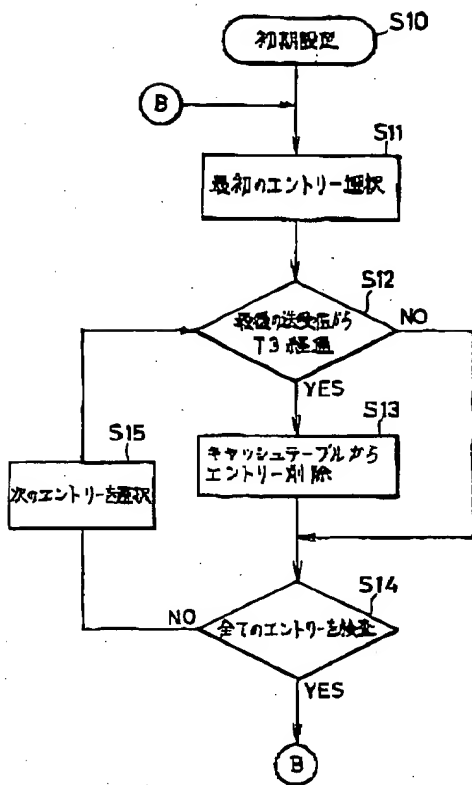 S10
初期設定
B
S11
最初のエントリー選択
S12
最後の送受信から
T3経過
NO
YES
S13
キャッシュテーブルから
エントリー削除
S15
次のエントリーを選択
S14
全てのエントリーを検査
NO
YES
B